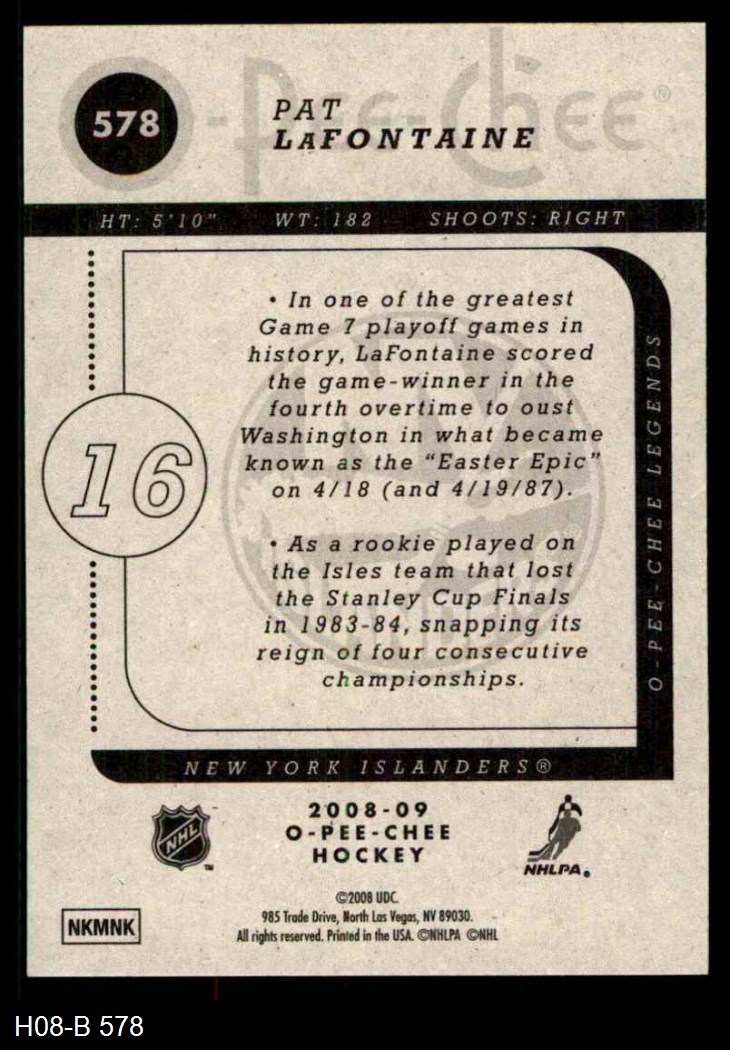 O-Pee-Chee®
578
PAT
LAFONTAINE
HT: 5'10" WT: 182 SHOOTS: RIGHT
• In one of the greatest
Game 7 playoff games in
history, LaFontaine scored
the game-winner in the
fourth overtime to oust
Washington in what became
known as the “Easter Epic”
on 4/18 (and 4/19/87).
16
• As a rookie played on
the Isles team that lost
the Stanley Cup Finals
in 1983-84, snapping its
reign of four consecutive
championships.
O-PEE-CHEE LEGENDS
NEW YORK ISLANDERS®
NHL™
2008-09
O-PEE-CHEE
HOCKEY
NHLPA®
©2008 UDC.
985 Trade Drive, North Las Vegas, NV 89030.
All rights reserved. Printed in the USA. ©NHLPA ©NHL
NKMNK
H08-B 578